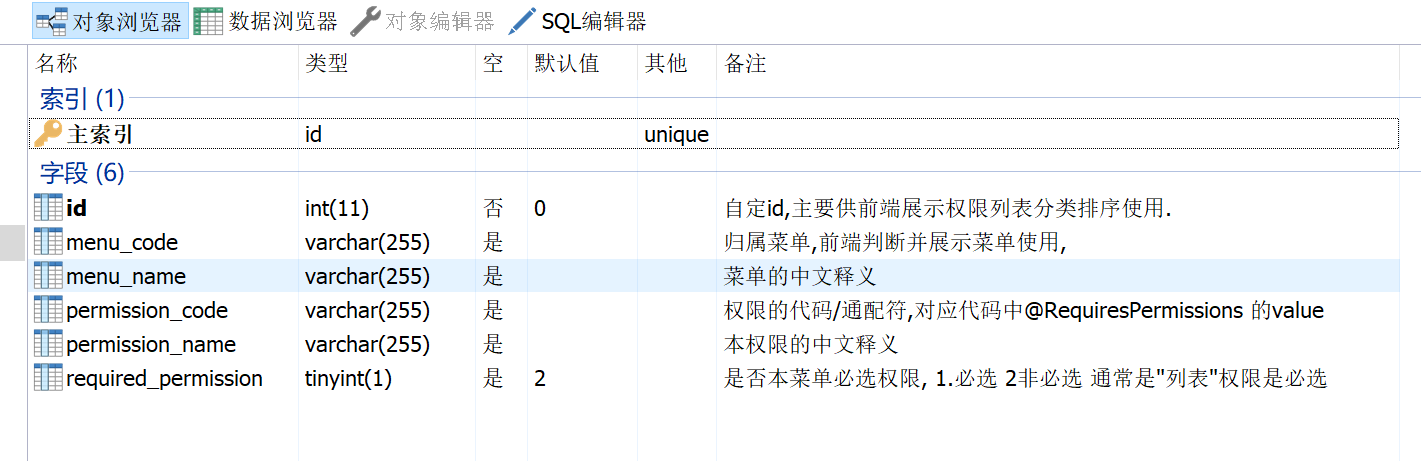 对象浏览器 数据浏览器 对象编辑器 SQL编辑器
名称 类型 空 默认值 其他 备注
索引 (1)
主索引 id unique
字段 (6)
id int(11) 否 0 自定id,主要供前端展示权限列表分类排序使用.
menu_code varchar(255) 是 归属菜单,前端判断并展示菜单使用,
menu_name varchar(255) 是 菜单的中文释义
permission_code varchar(255) 是 权限的代码/通配符,对应代码中@RequiresPermissions 的value
permission_name varchar(255) 是 本权限的中文释义
required_permission tinyint(1) 是 2 是否本菜单必选权限, 1.必选 2非必选 通常是"列表"权限是必选